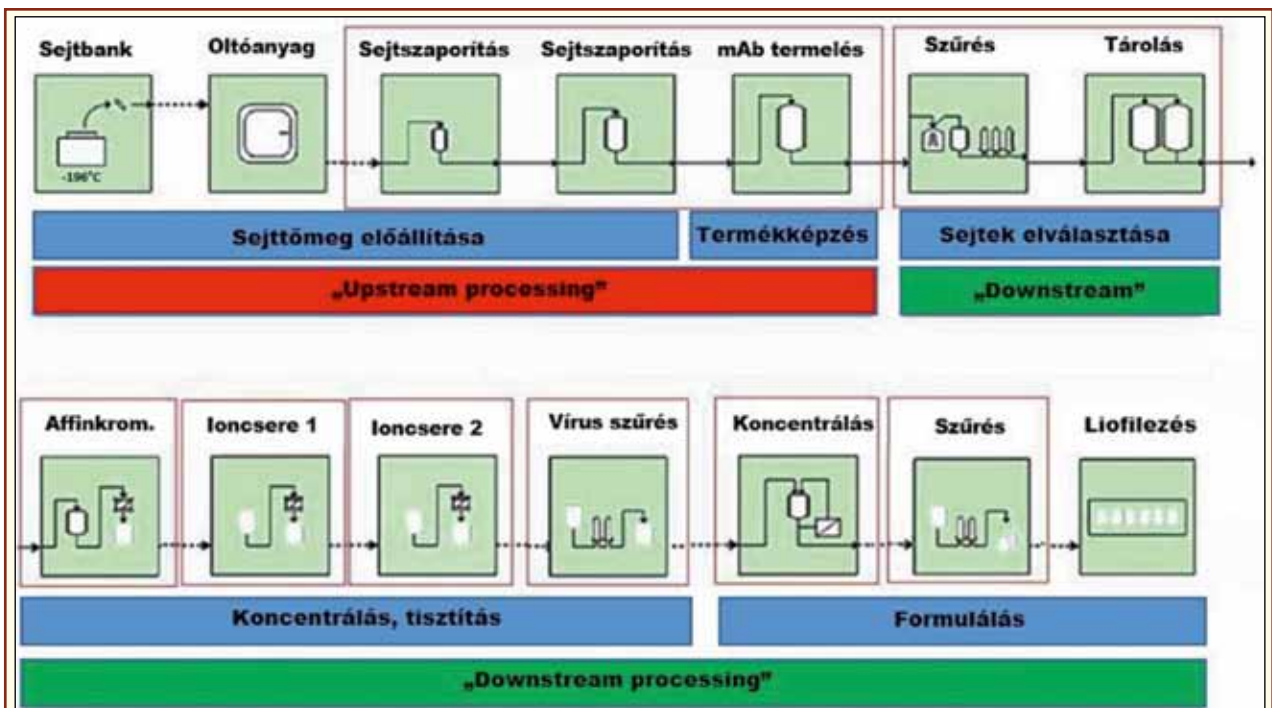 Sejtbank Oltóanyag Sejtszaporítás Sejtszaporítás mAb termelés Szűrés Tárolás
-196°C
Sejttömeg előállítása Termékképzés Sejtek elválasztása
„Upstream processing” „Downstream”
Affinkrom. Ioncsere 1 Ioncsere 2 Vírus szűrés Koncentrálás Szűrés Liofilezés
Koncentrálás, tisztítás Formulálás
„Downstream processing”